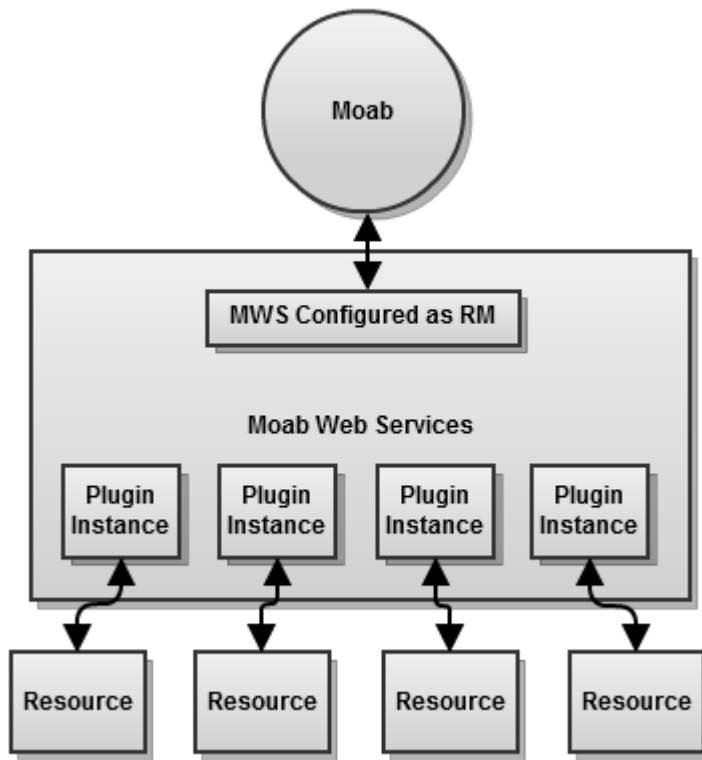 Moab
MWS Configured as RM
Moab Web Services
Plugin
Instance
Plugin
Instance
Plugin
Instance
Plugin
Instance
Resource
Resource
Resource
Resource